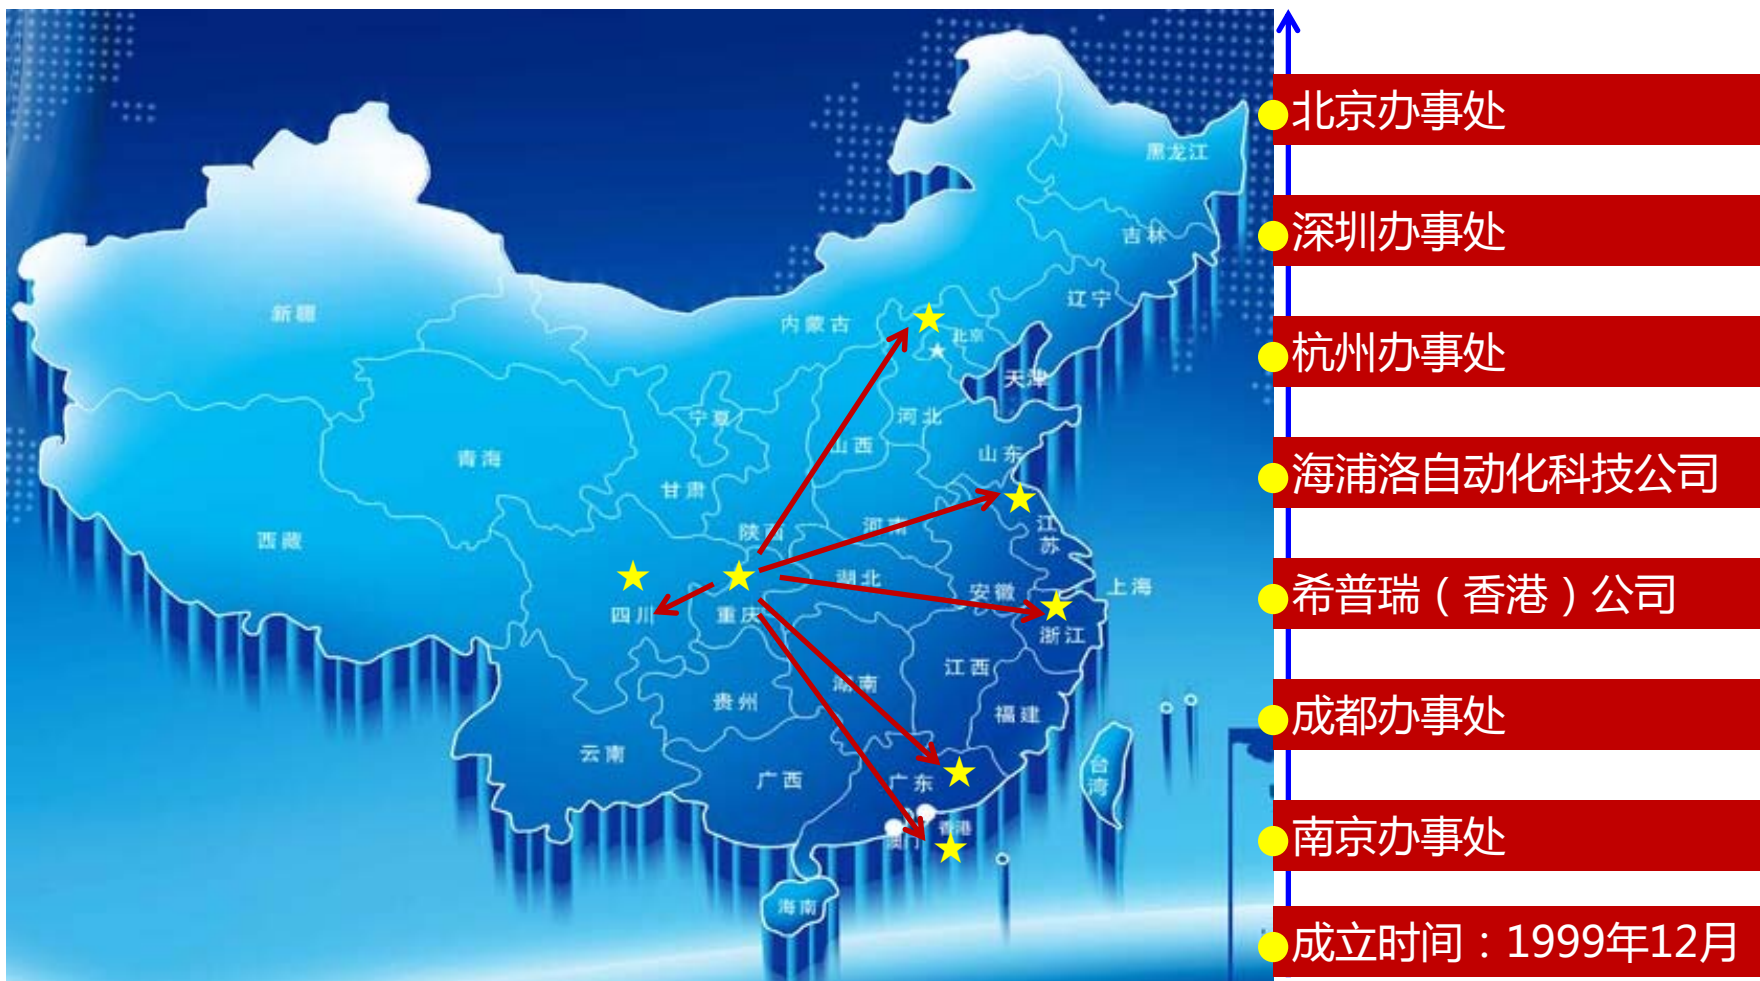 黑龙江
吉林
辽宁
新疆
内蒙古
北京
天津
宁夏
河北
山西
山东
青海
甘肃
陕西
河南
江苏
西藏
湖北
安徽
上海
四川
重庆
浙江
江西
湖南
贵州
福建
云南
广西
广东
台湾
香港
澳门
海南
北京办事处
深圳办事处
杭州办事处
海浦洛自动化科技公司
希普瑞（香港）公司
成都办事处
南京办事处
成立时间：1999年12月